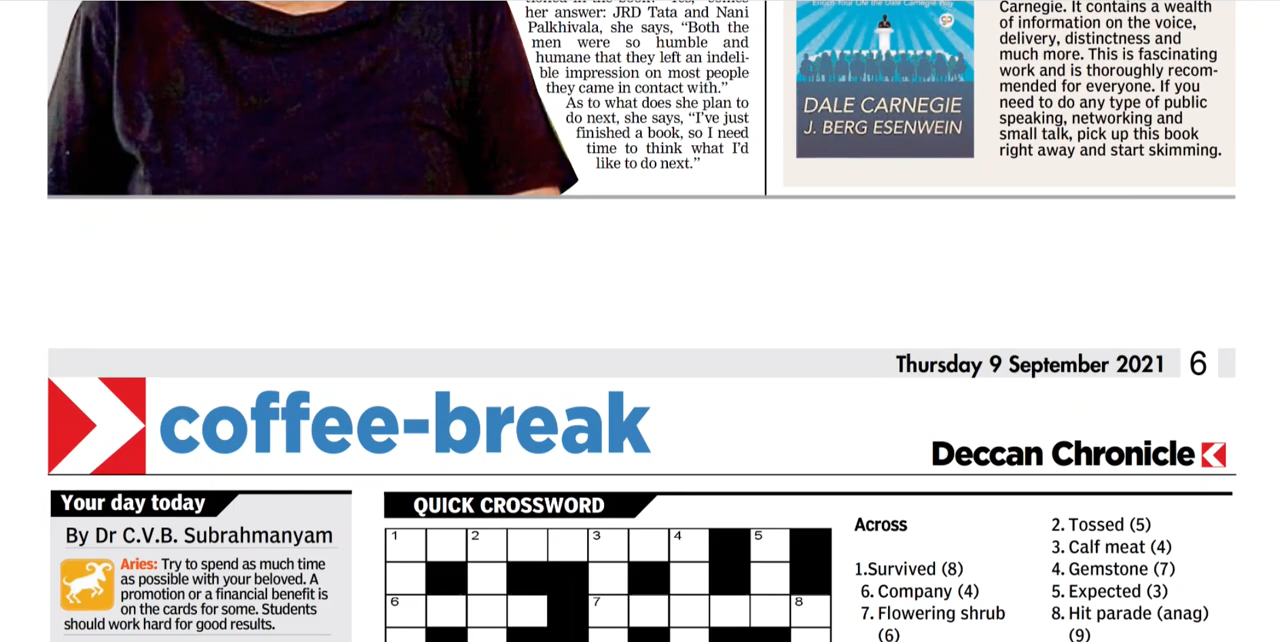 her answer: JRD Tata and Nani
Palkhivala, she says, “Both the
men were so humble and
humane that they left an indeli-
ble impression on most people
they came in contact with.”
As to what does she plan to
do next, she says, “I’ve just
finished a book, so I need
time to think what I’d
like to do next.”
Enrich Your Life the Dale Carnegie Way
GP
DALE CARNEGIE
J. BERG ESENWEIN
Carnegie. It contains a wealth
of information on the voice,
delivery, distinctness and
much more. This is fascinating
work and is thoroughly recom-
mended for everyone. If you
need to do any type of public
speaking, networking and
small talk, pick up this book
right away and start skimming.
Thursday 9 September 2021 6
coffee-break
Deccan Chronicle
Your day today
By Dr C.V.B. Subrahmanyam
Aries: Try to spend as much time
as possible with your beloved. A
promotion or a financial benefit is
on the cards for some. Students
should work hard for good results.
QUICK CROSSWORD
1 2 3 4 5
6 7 8
Across
1.Survived (8)
6. Company (4)
7. Flowering shrub
(6)
2. Tossed (5)
3. Calf meat (4)
4. Gemstone (7)
5. Expected (3)
8. Hit parade (anag)
(9)